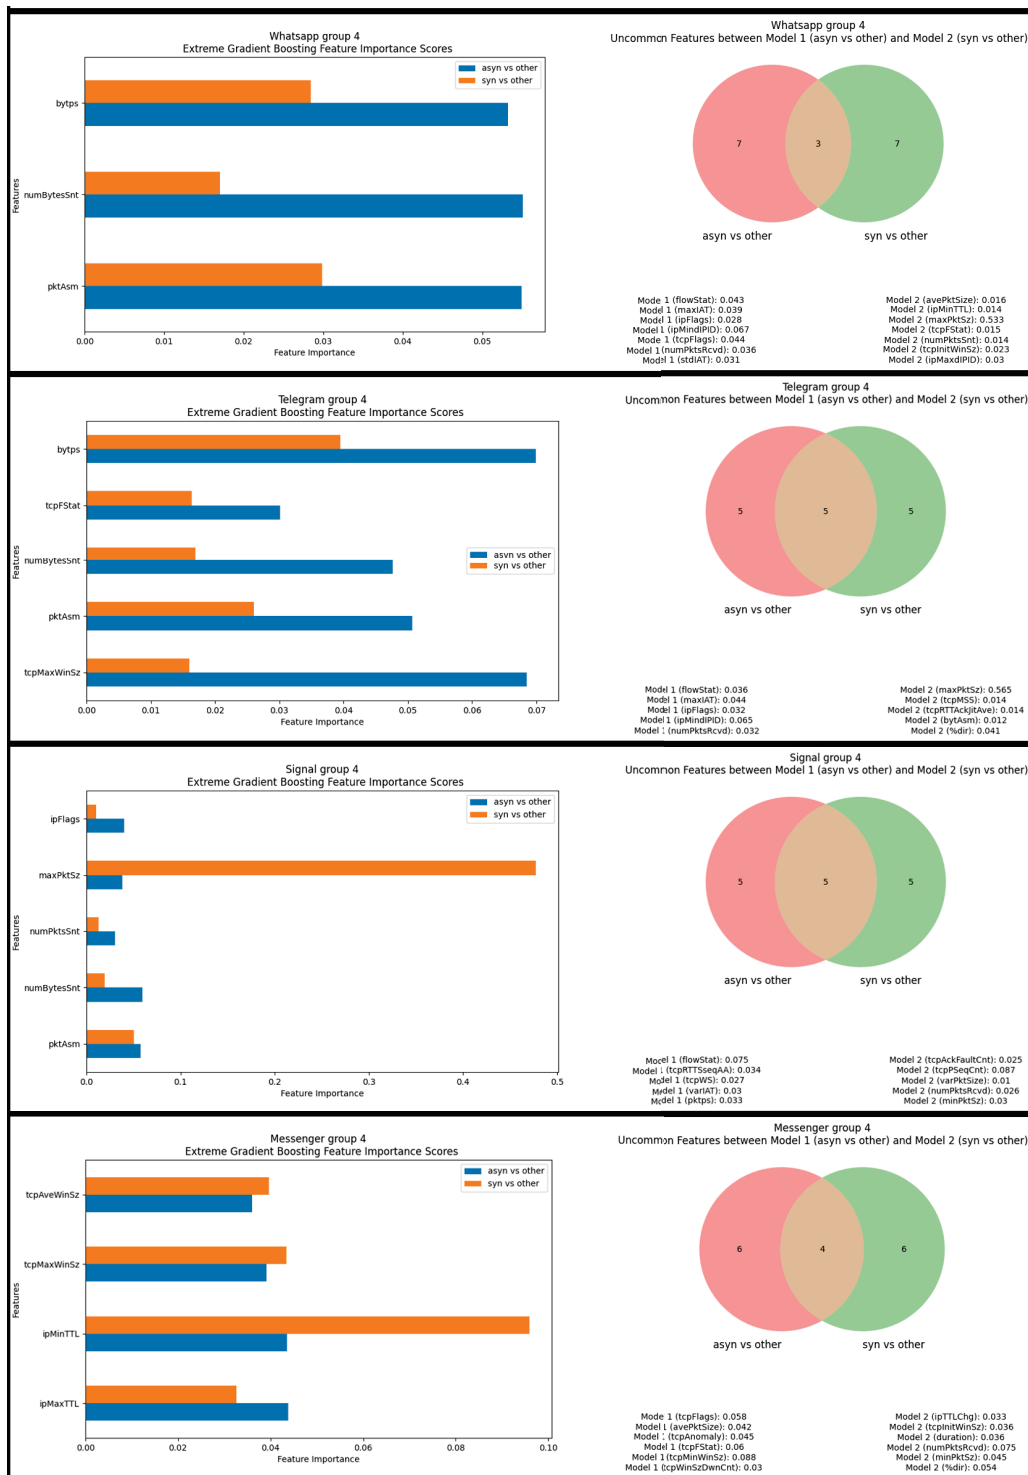 Whatsapp group 4
Extreme Gradient Boosting Feature Importance Scores
asyn vs other
syn vs other
bytps
numBytesSnt
pktAsm
Features
0.00 0.01 0.02 0.03 0.04 0.05
Feature Importance
Whatsapp group 4
Uncommon Features between Model 1 (asyn vs other) and Model 2 (syn vs other)
7 3 7
asyn vs other syn vs other
Mode 1 (flowStat): 0.043
Model 1 (maxIAT): 0.039
Model 1 (ipFlags): 0.028
Model 1 (ipMindIPID): 0.067
Mode 1 (tcpFlags): 0.044
Model 1 (numPktsRcvd): 0.036
Model 1 (stdIAT): 0.031
Model 2 (avePktSize): 0.016
Model 2 (ipMinTTL): 0.014
Model 2 (maxPktSz): 0.533
Model 2 (tcpFStat): 0.015
Model 2 (numPktsSnt): 0.014
Model 2 (tcpInitWinSz): 0.023
Model 2 (ipMaxdIPID): 0.03
Telegram group 4
Extreme Gradient Boosting Feature Importance Scores
bytps
tcpFStat
numBytesSnt
pktAsm
tcpMaxWinSz
Features
asyn vs other
syn vs other
0.00 0.01 0.02 0.03 0.04 0.05 0.06 0.07
Feature Importance
Telegram group 4
Uncommon Features between Model 1 (asyn vs other) and Model 2 (syn vs other)
5 5 5
asyn vs other syn vs other
Model 1 (flowStat): 0.036
Model 1 (maxIAT): 0.044
Model 1 (ipFlags): 0.032
Model 1 (ipMindIPID): 0.065
Model 1 (numPktsRcvd): 0.032
Model 2 (maxPktSz): 0.565
Model 2 (tcpMSS): 0.014
Model 2 (tcpRTTAckJitAve): 0.014
Model 2 (bytAsm): 0.012
Model 2 (%dir): 0.041
Signal group 4
Extreme Gradient Boosting Feature Importance Scores
asyn vs other
syn vs other
ipFlags
maxPktSz
numPktsSnt
numBytesSnt
pktAsm
Features
0.0 0.1 0.2 0.3 0.4 0.5
Feature Importance
Signal group 4
Uncommon Features between Model 1 (asyn vs other) and Model 2 (syn vs other)
5 5 5
asyn vs other syn vs other
Model 1 (flowStat): 0.075
Model 1 (tcpRTTSseqAA): 0.034
Model 1 (tcpWS): 0.027
Model 1 (varIAT): 0.03
Model 1 (pktps): 0.033
Model 2 (tcpAckFaultCnt): 0.025
Model 2 (tcpPSeqCnt): 0.087
Model 2 (varPktSize): 0.01
Model 2 (numPktsRcvd): 0.026
Model 2 (minPktSz): 0.03
Messenger group 4
Extreme Gradient Boosting Feature Importance Scores
asyn vs other
syn vs other
tcpAveWinSz
tcpMaxWinSz
ipMinTTL
ipMaxTTL
Features
0.00 0.02 0.04 0.06 0.08 0.10
Feature Importance
Messenger group 4
Uncommon Features between Model 1 (asyn vs other) and Model 2 (syn vs other)
6 4 6
asyn vs other syn vs other
Mode 1 (tcpFlags): 0.058
Model 1 (avePktSize): 0.042
Model 1 (tcpAnomaly): 0.045
Model 1 (tcpFStat): 0.06
Model 1 (tcpMinWinSz): 0.088
Model 1 (tcpWinSzDwnCnt): 0.03
Model 2 (ipTTLChg): 0.033
Model 2 (tcpInitWinSz): 0.036
Model 2 (duration): 0.036
Model 2 (numPktsRcvd): 0.075
Model 2 (minPktSz): 0.045
Model 2 (%dir): 0.054